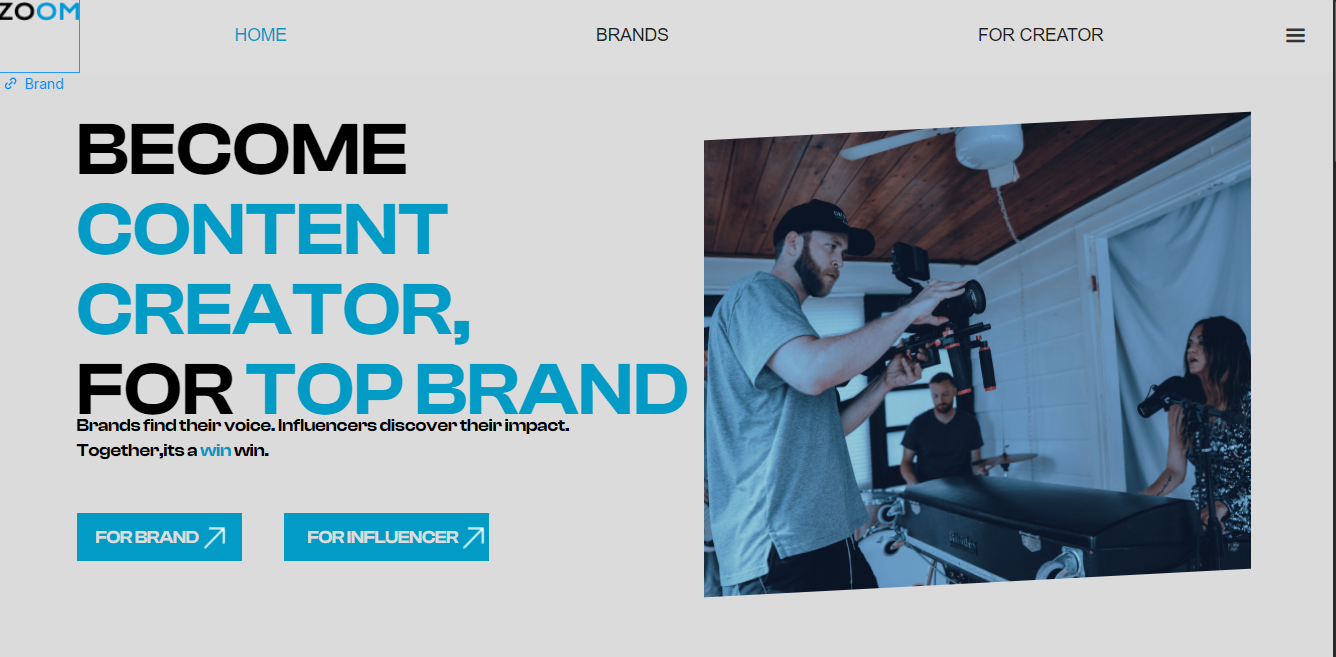 ZOOM
HOME BRANDS FOR CREATOR
Brand
BECOME
CONTENT
CREATOR,
FOR TOP BRAND
Brands find their voice. Influencers discover their impact.
Together,its a win win.
FOR BRAND FOR INFLUENCER